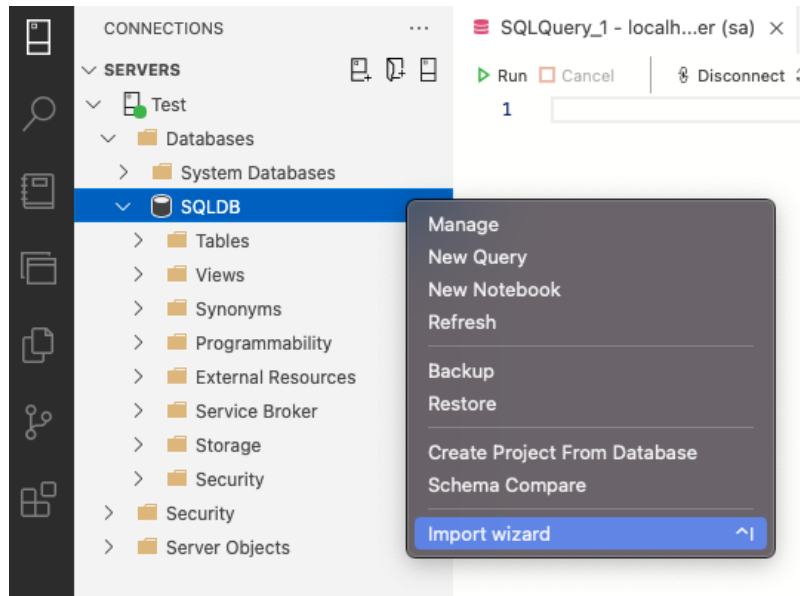 CONNECTIONS
SERVERS
Test
Databases
System Databases
SQLDB
Tables
Views
Synonyms
Programmability
External Resources
Service Broker
Storage
Security
Security
Server Objects
SQLQuery_1 - localh...er (sa)
Run Cancel Disconnect
1
Manage
New Query
New Notebook
Refresh
Backup
Restore
Create Project From Database
Schema Compare
Import wizard ^I